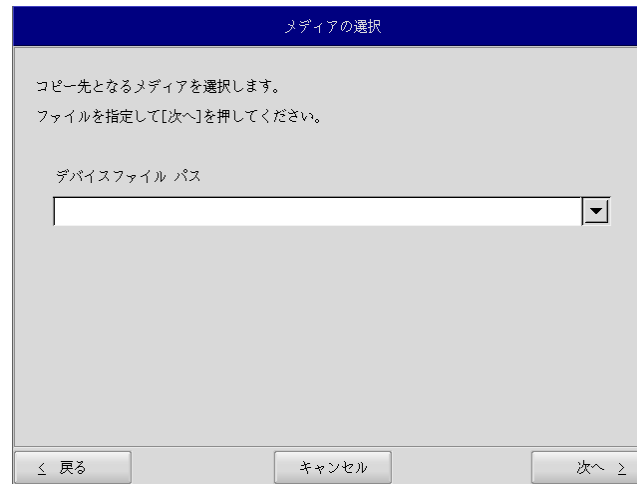 メディアの選択
コピー先となるメディアを選択します。
ファイルを指定して[次へ]を押してください。
デバイスファイル パス
≤ 戻る
キャンセル
次へ ≥